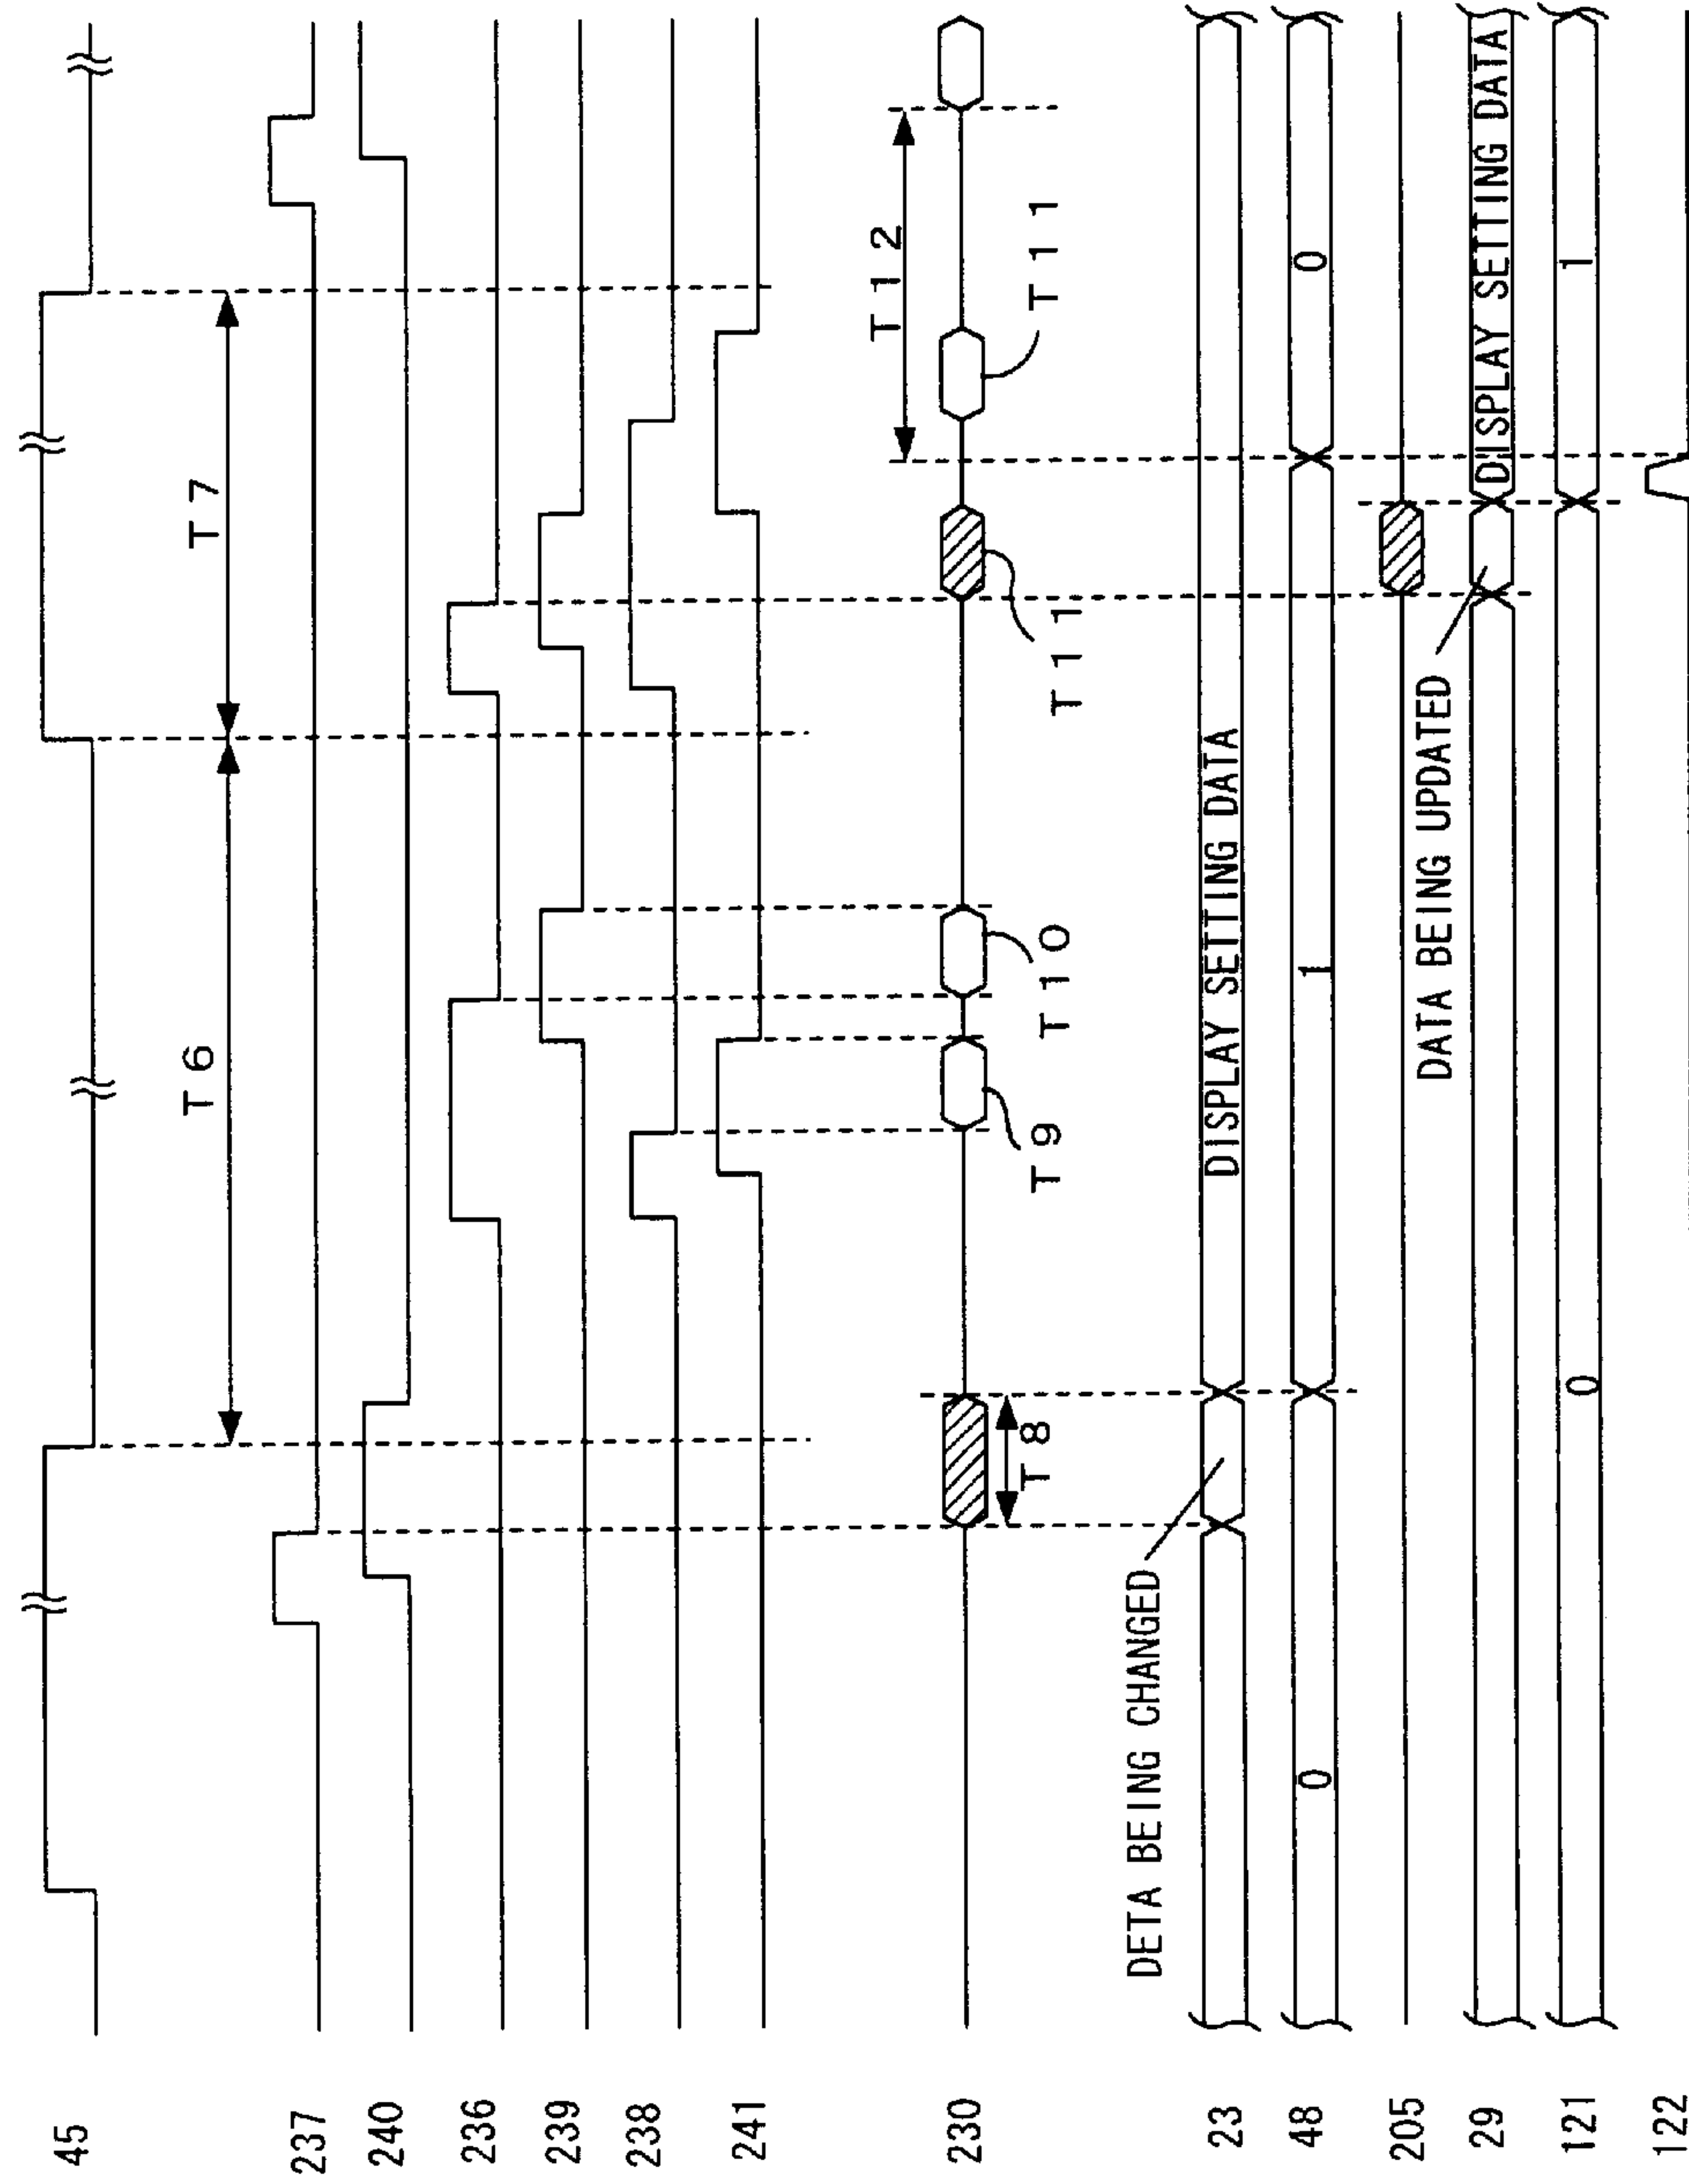 45
T6
T7
237
240
236
239
238
241
T12
230
T8
T9
T10
T11
T11
DETA BEING CHANGED
23
DISPLAY SETTING DATA
48
0
1
0
205
DATA BEING UPDATED
29
DISPLAY SETTING DATA
121
0
1
122